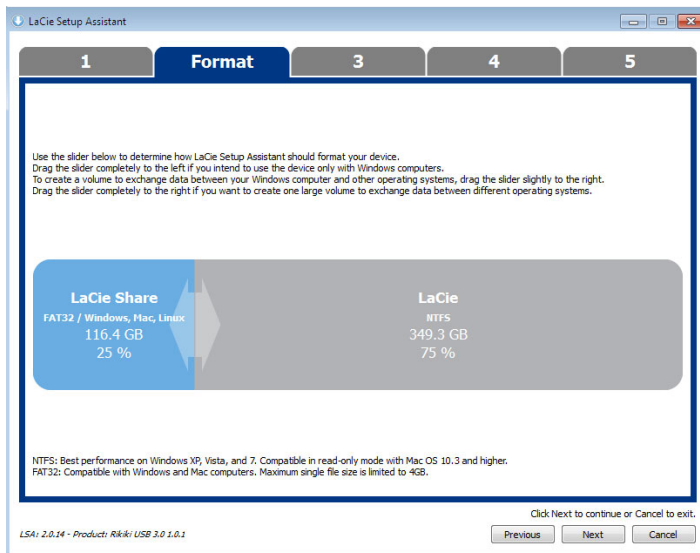 LaCie Setup Assistant
1 Format 3 4 5
Use the slider below to determine how LaCie Setup Assistant should format your device.
Drag the slider completely to the left if you intend to use the device only with Windows computers.
To create a volume to exchange data between your Windows computer and other operating systems, drag the slider slightly to the right.
Drag the slider completely to the right if you want to create one large volume to exchange data between different operating systems.
LaCie Share
FAT32 / Windows, Mac, Linux
116.4 GB
25 %
LaCie
NTFS
349.3 GB
75 %
NTFS: Best performance on Windows XP, Vista, and 7. Compatible in read-only mode with Mac OS 10.3 and higher.
FAT32: Compatible with Windows and Mac computers. Maximum single file size is limited to 4GB.
Click Next to continue or Cancel to exit.
LSA: 2.0.14 - Product: Rikiki USB 3.0 1.0.1
Previous Next Cancel